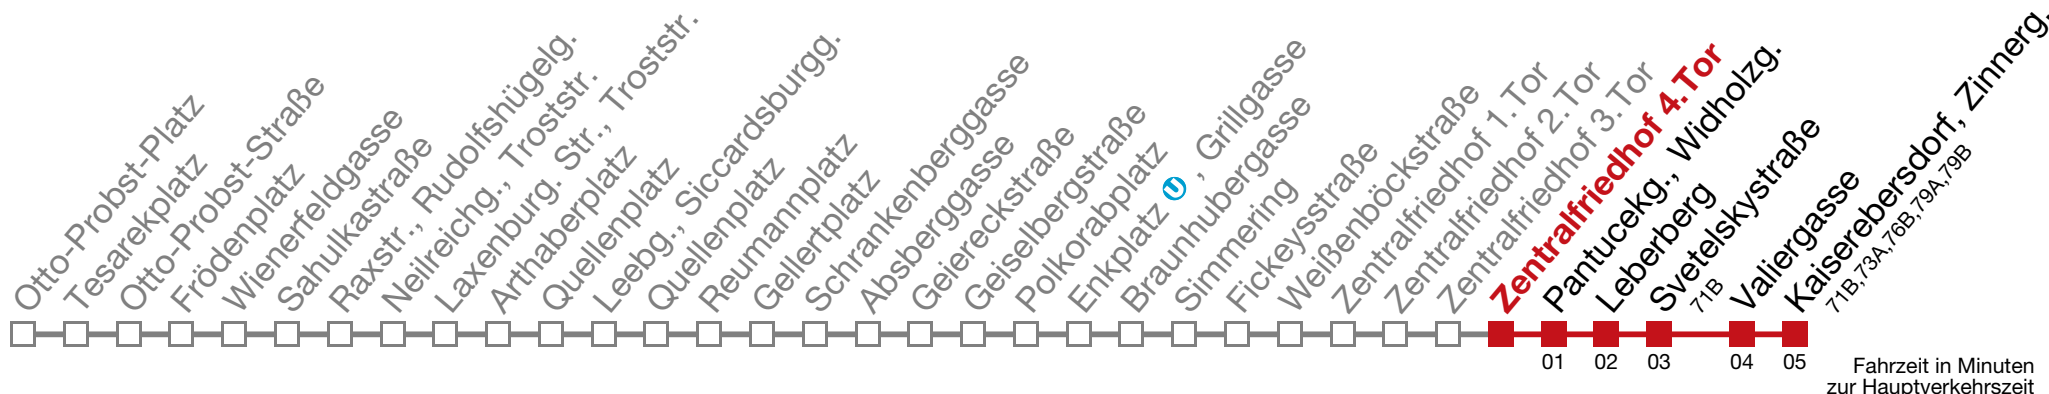 Otto-Probst-Platz
Tesarekplatz
Otto-Probst-Straße
Frödenplatz
Wienerfeldgasse
Sahulkastraße
Raxstr., Rudolfshügelg.
Neilreichg., Troststr.
Laxenburg. Str., Troststr.
Arthaberplatz
Quellenplatz
Leebg., Siccardsburgg.
Quellenplatz
Reumannplatz
Gellertplatz
Schrankenberggasse
Absberggasse
Geiereckstraße
Geiselbergstraße
Polkorabplatz
Enkplatz U, Grillgasse
Braunhubergasse
Simmering
Fickeysstraße
Weißenböckstraße
Zentralfriedhof 1.Tor
Zentralfriedhof 2.Tor
Zentralfriedhof 3.Tor
Zentralfriedhof 4.Tor
Pantucekg., Widholzg.
Leberberg
Svetelskystraße
71B
Valiergasse
Kaiserebersdorf, Zinnerg.
71B,73A,76B,79A,79B
01 02 03 04 05
Fahrzeit in Minuten
zur Hauptverkehrszeit